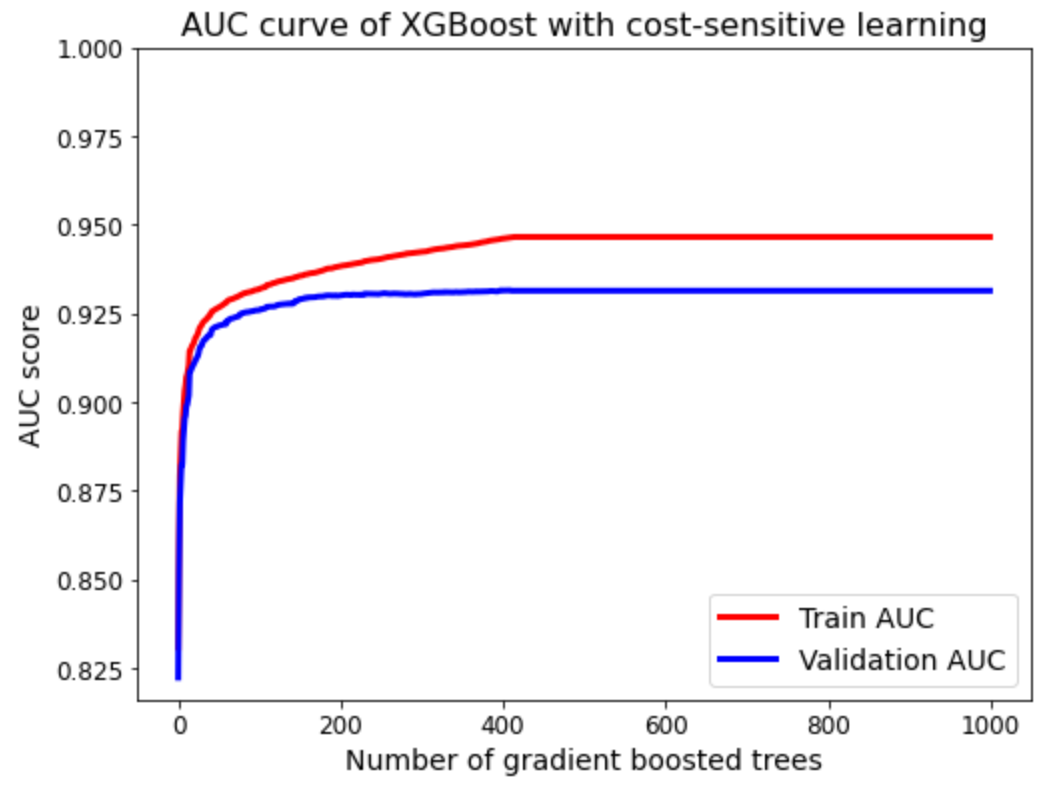 AUC curve of XGBoost with cost-sensitive learning
1.000
0.975
0.950
0.925
0.900
0.875
0.850
0.825
AUC score
Train AUC
Validation AUC
0 200 400 600 800 1000
Number of gradient boosted trees